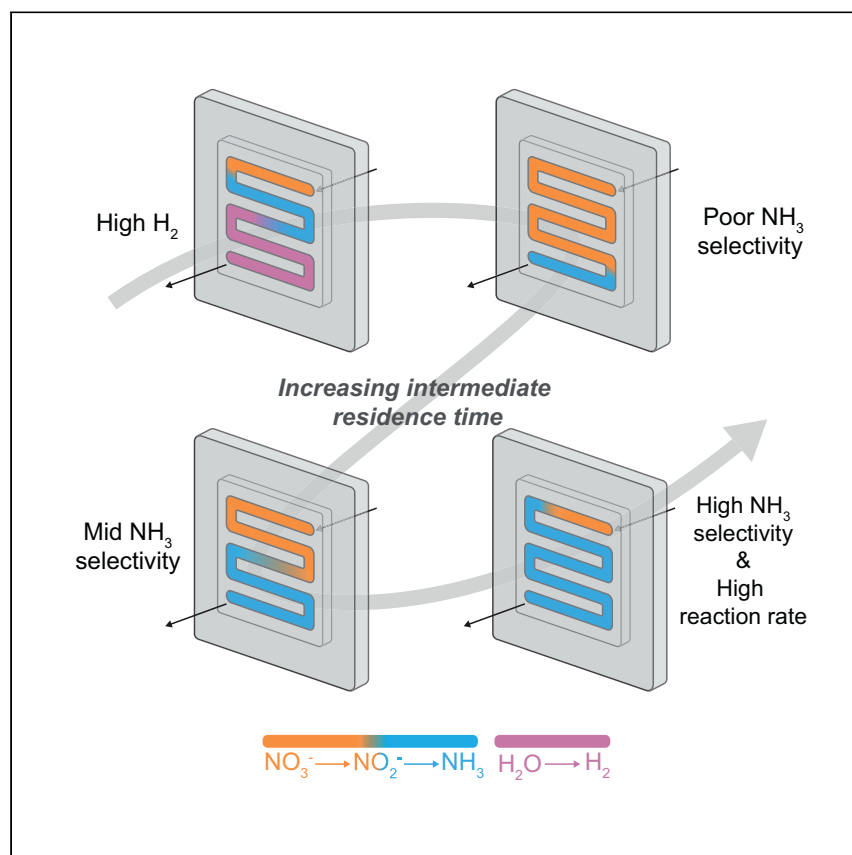 High H₂
Poor NH₃
selectivity
Increasing intermediate
residence time
Mid NH₃
selectivity
High NH₃
selectivity
&
High
reaction rate
NO₃⁻→NO₂⁻→NH₃ H₂O→H₂